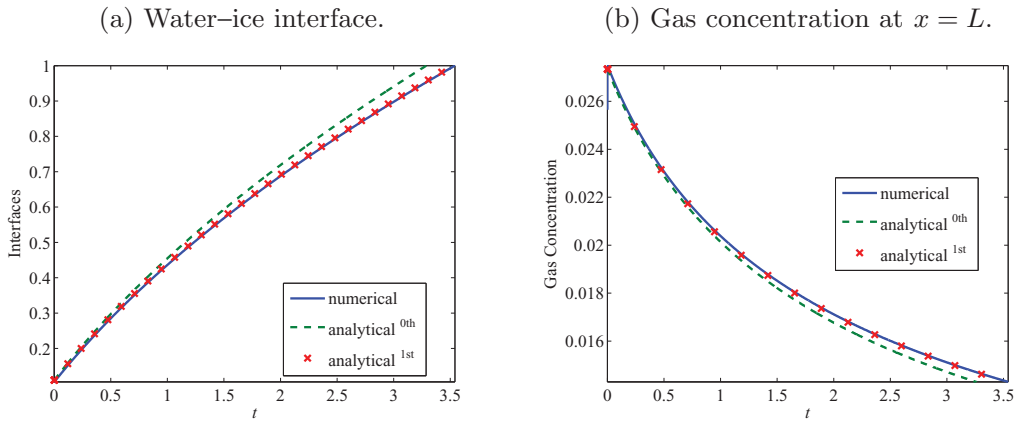 (a) Water–ice interface.
1
0.9
0.8
0.7
0.6
0.5
0.4
0.3
0.2
Interfaces
numerical
analytical 0th
analytical 1st
0 0.5 1 1.5 2 2.5 3 3.5
t
(b) Gas concentration at x = L.
0.026
0.024
0.022
0.02
0.018
0.016
Gas Concentration
numerical
analytical 0th
analytical 1st
0 0.5 1 1.5 2 2.5 3 3.5
t